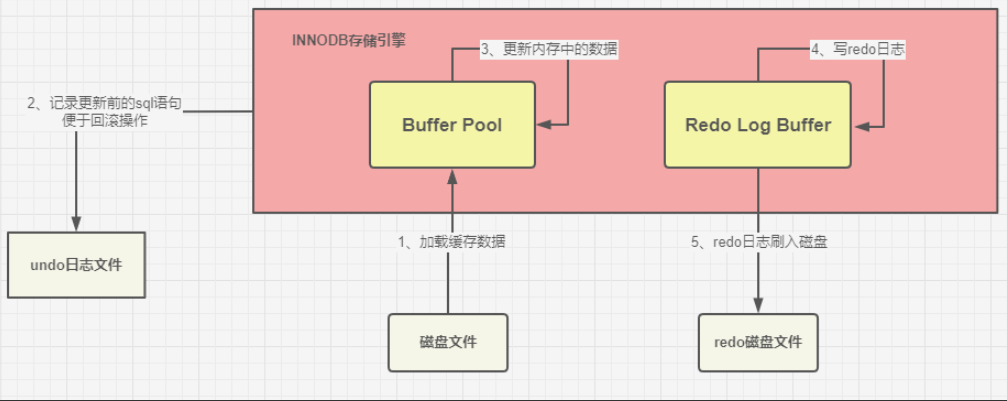 INNODB存储引擎
3、更新内存中的数据
4、写redo日志
2、记录更新前的sql语句
便于回滚操作
Buffer Pool
Redo Log Buffer
1、加载缓存数据
5、redo日志刷入磁盘
undo日志文件
磁盘文件
redo磁盘文件